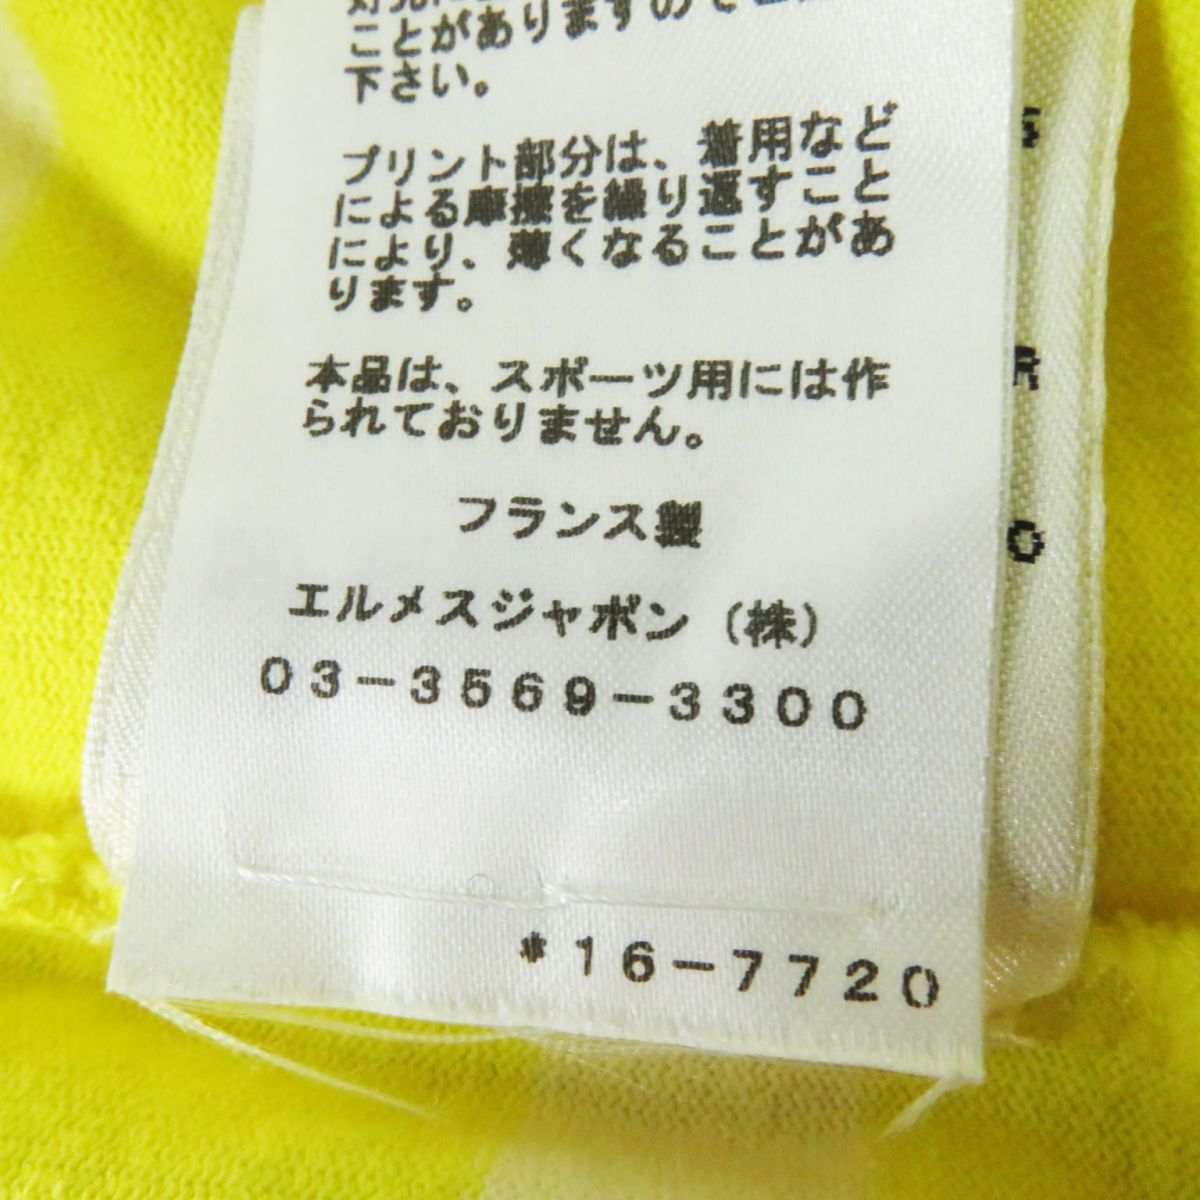 ことがありますので
下さい。
プリント部分は、着用など
による摩擦を繰り返すこと
により、薄くなることがあ
ります。
本品は、スポーツ用には作
られておりません。
フランス製
エルメスジャポン（株）
03-3569-3300
*16-7720
R
O